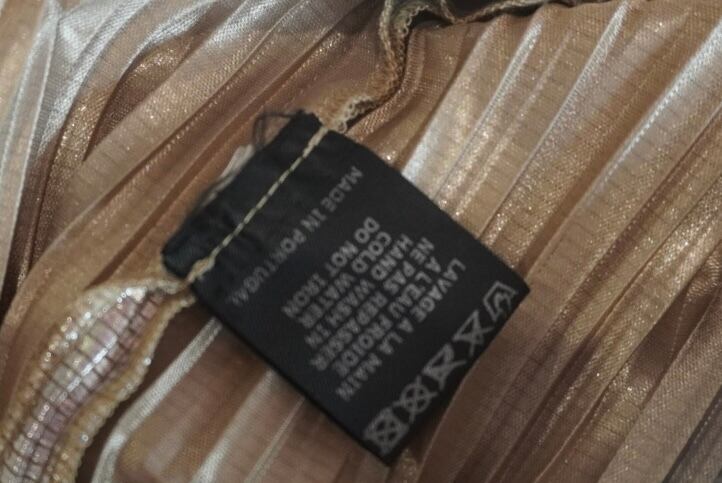 MADE IN PORTUGAL
HAND WASH IN
COLD WATER
DO NOT IRON
LAVAGE A LA MAIN
À L'EAU FROIDE
NE PAS REPASSER